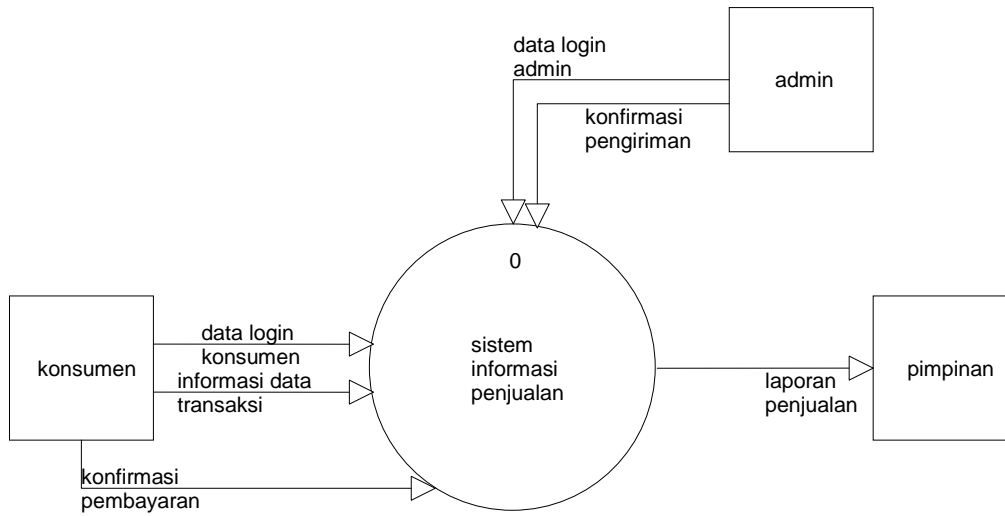 data login
admin
admin
konfirmasi
pengiriman
0
data login
konsumen
konsumen
informasi data
transaksi
sistem
informasi
penjualan
pimpinan
laporan
penjualan
konfirmasi
pembayaran